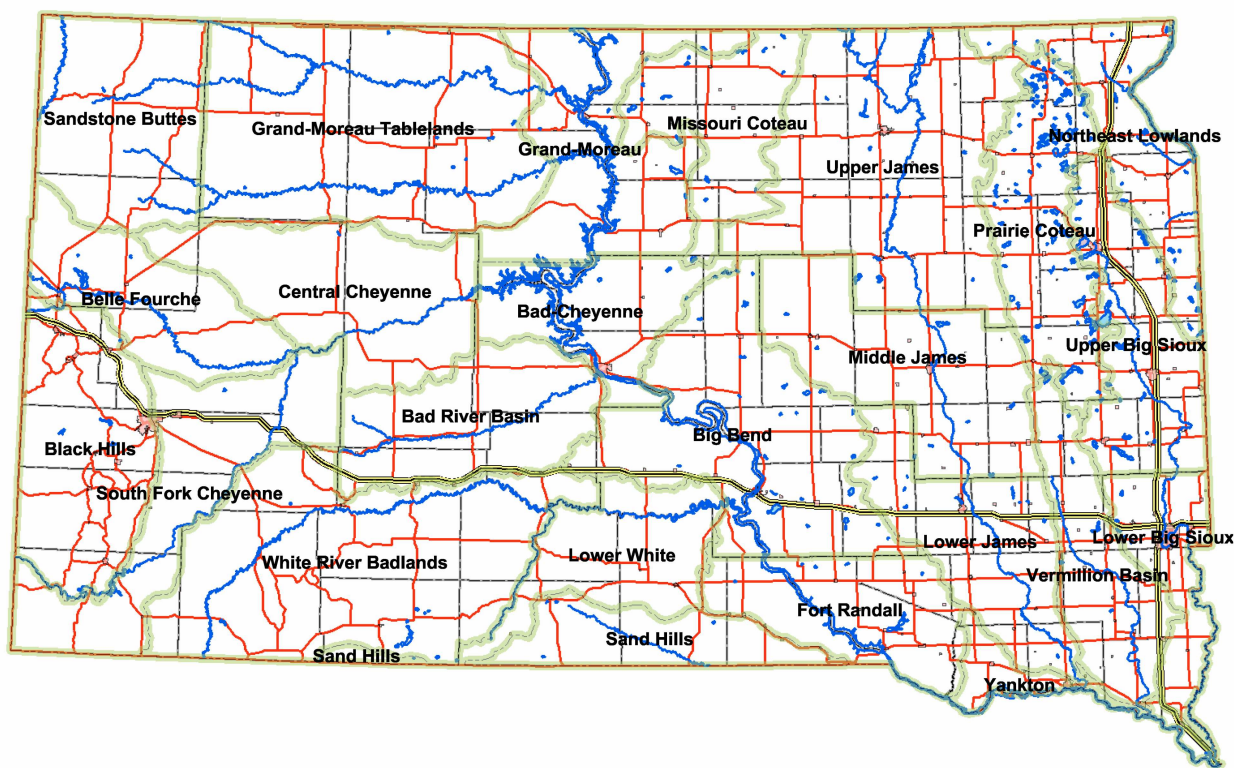 Sandstone Buttes
Grand-Moreau Tablelands
Missouri Coteau
Northeast Lowlands
Grand-Moreau
Upper James
Prairie Coteau
Belle Fourche
Central Cheyenne
Bad-Cheyenne
Upper Big Sioux
Middle James
Bad River Basin
Big Bend
Black Hills
South Fork Cheyenne
Lower James
Lower Big Sioux
White River Badlands
Lower White
Vermillion Basin
Fort Randall
Sand Hills
Sand Hills
Yankton